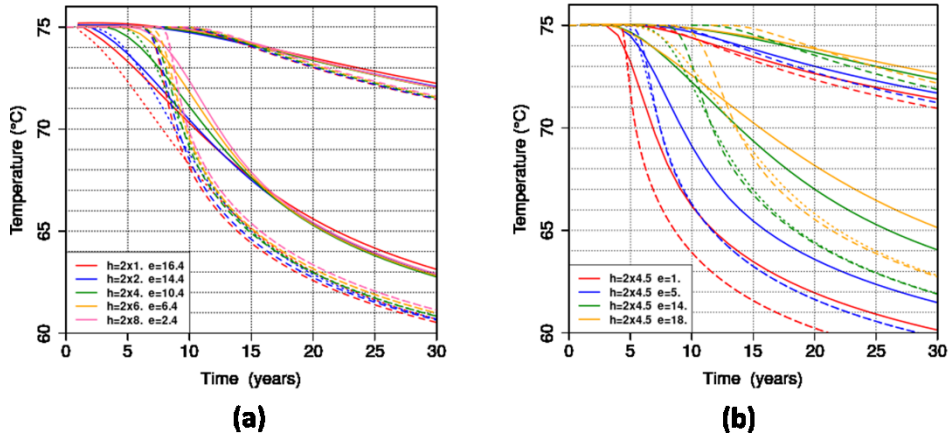 75
70
65
60
Temperature (°C)
h=2x1. e=16.4
h=2x2. e=14.4
h=2x4. e=10.4
h=2x6. e=6.4
h=2x8. e=2.4
0 5 10 15 20 25 30
Time (years)
(a)
75
70
65
60
Temperature (°C)
h=2x4.5 e=1.
h=2x4.5 e=5.
h=2x4.5 e=14.
h=2x4.5 e=18.
0 5 10 15 20 25 30
Time (years)
(b)